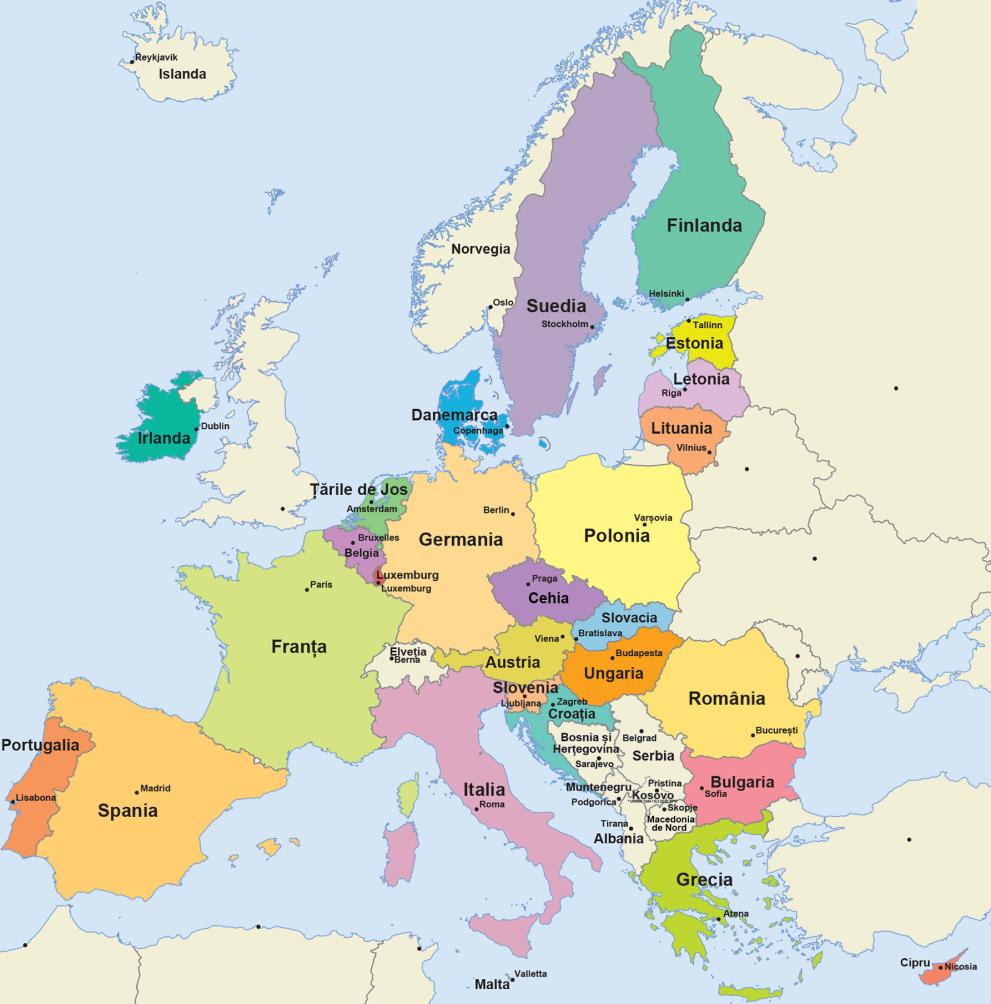 Reykjavik
Islanda
Norvegia
Oslo
Suedia
Stockholm
Finlanda
Helsinki
Tallinn
Estonia
Letonia
Riga
Lituania
Vilnius
Danemarca
Copenhaga
Irlanda
Dublin
Țările de Jos
Amsterdam
Bruxelles
Belgia
Luxemburg
Luxemburg
Berlin
Germania
Varșovia
Polonia
Praga
Cehia
Slovacia
Bratislava
Viena
Austria
Budapesta
Ungaria
Paris
Franța
Elveția
Berna
Slovenia
Ljubljana
Zagreb
Croația
România
București
Bosnia și
Herțegovina
Sarajevo
Belgrad
Serbia
Muntenegru
Podgorica
Pristina
Kosovo
Skopje
Macedonia
de Nord
Tirana
Albania
Bulgaria
Sofia
Portugalia
Lisabona
Madrid
Spania
Italia
Roma
Grecia
Atena
Valletta
Malta
Cipru
Nicosia